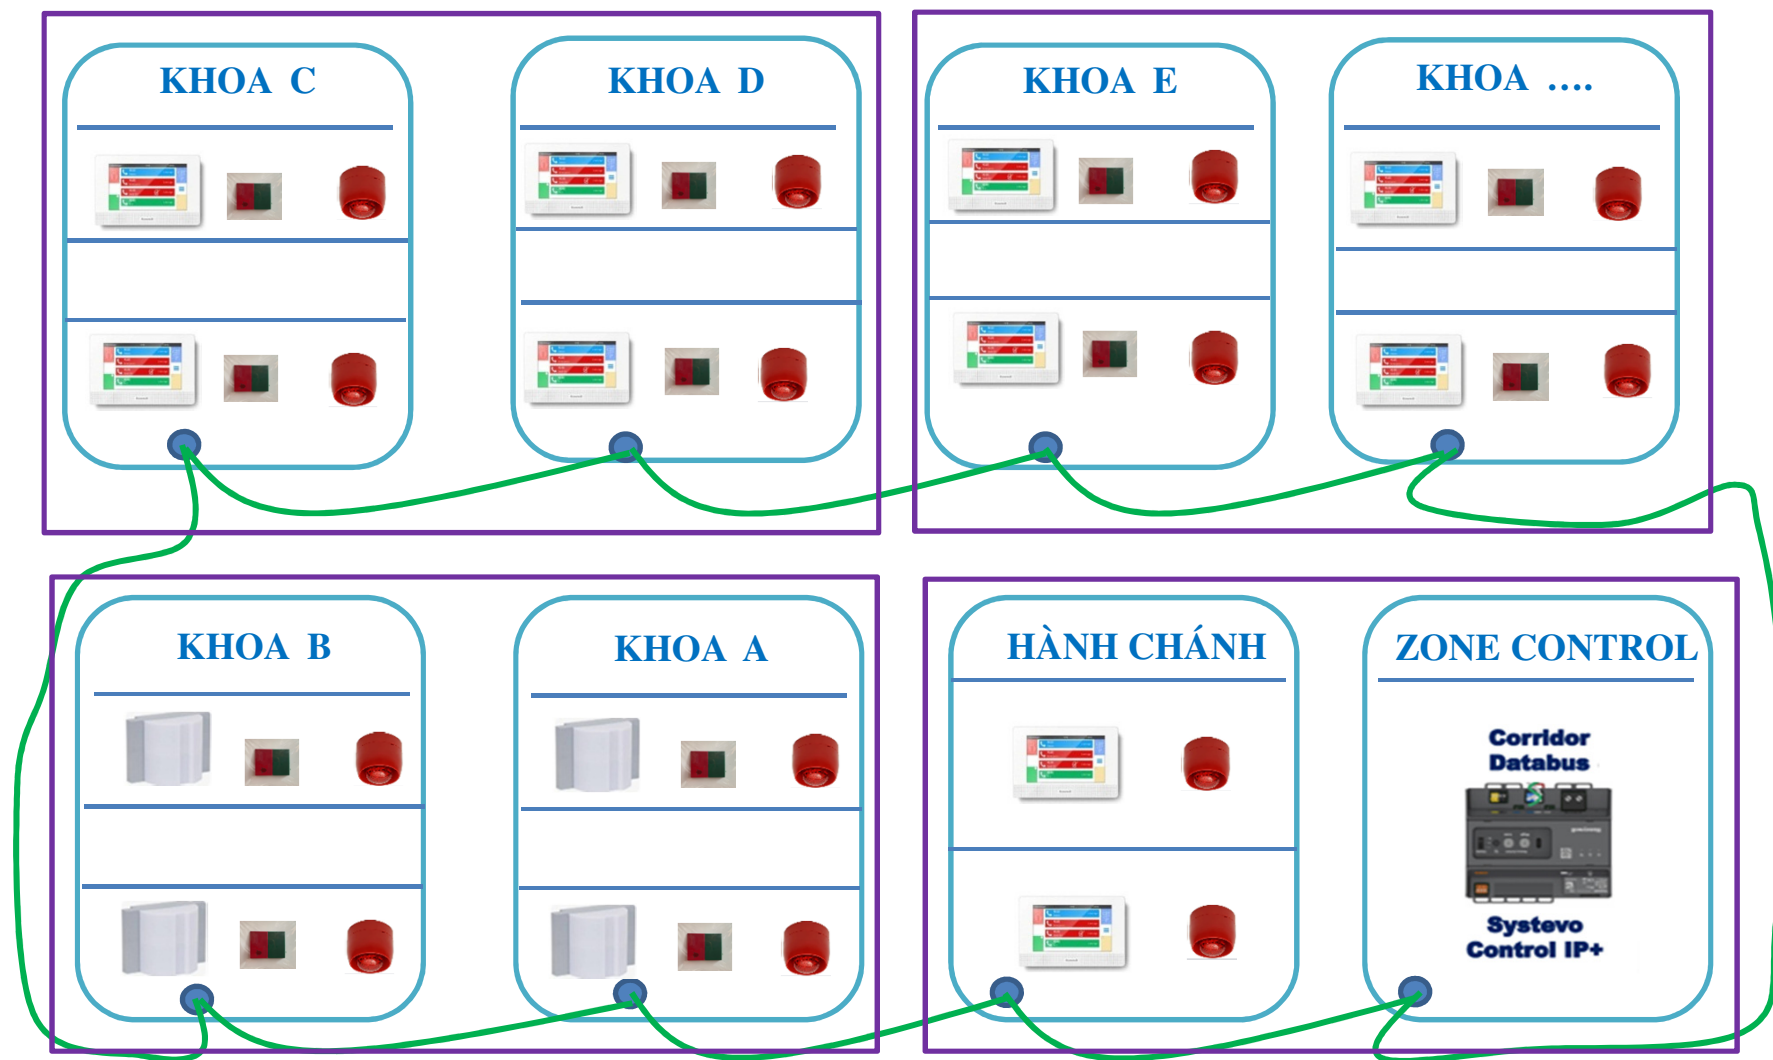 KHOA C
KHOA D
KHOA E
KHOA ....
KHOA B
KHOA A
HÀNH CHÁNH
ZONE CONTROL
Corridor
Databus
Systevo
Control IP+